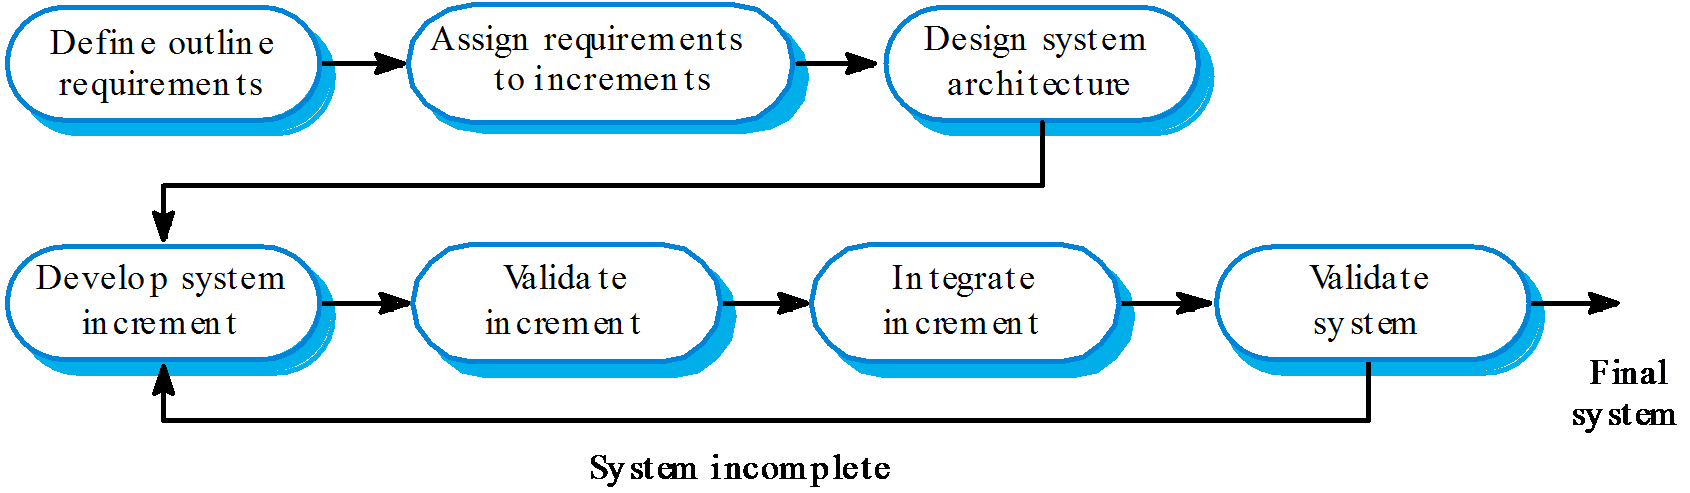 Define outline
requirements
Assign requirements
to increments
Design system
architecture
Develop system
increment
Validate
increment
Integrate
increment
Validate
system
Final
system
System incomplete